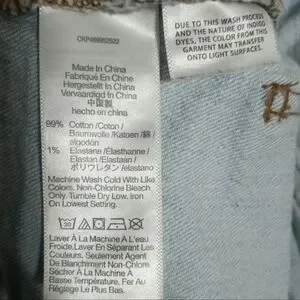 CKP469952522
Made In China
Fabriqué En Chine
Hergestellt In China
Vervaardigd in China
中国製
hecho en china
99% Cotton /Coton /
Baumwolle /Katoen /綿 /
algodón
1% Elastane /Élasthanne /
Elastan /Elastaan /
ポリウレタン /elastano
Machine Wash Cold With Like
Colors. Non-Chlorine Bleach
Only. Tumble Dry Low. Iron
On Lowest Setting.
Laver À La Machine À L'eau
Froide.Laver En Séparant Les
Couleurs. Seulement Agent
De Blanchiment Non-Chlore.
Sécher À La Machine À
Basse Température, Fer Au
Réglage Le Plus Bas.
DUE TO THIS WASH PROCESS
AND THE NATURE OF INDIGO
DYES, THE COLOR FROM THIS
GARMENT MAY TRANSFER
ONTO LIGHT SURFACES.